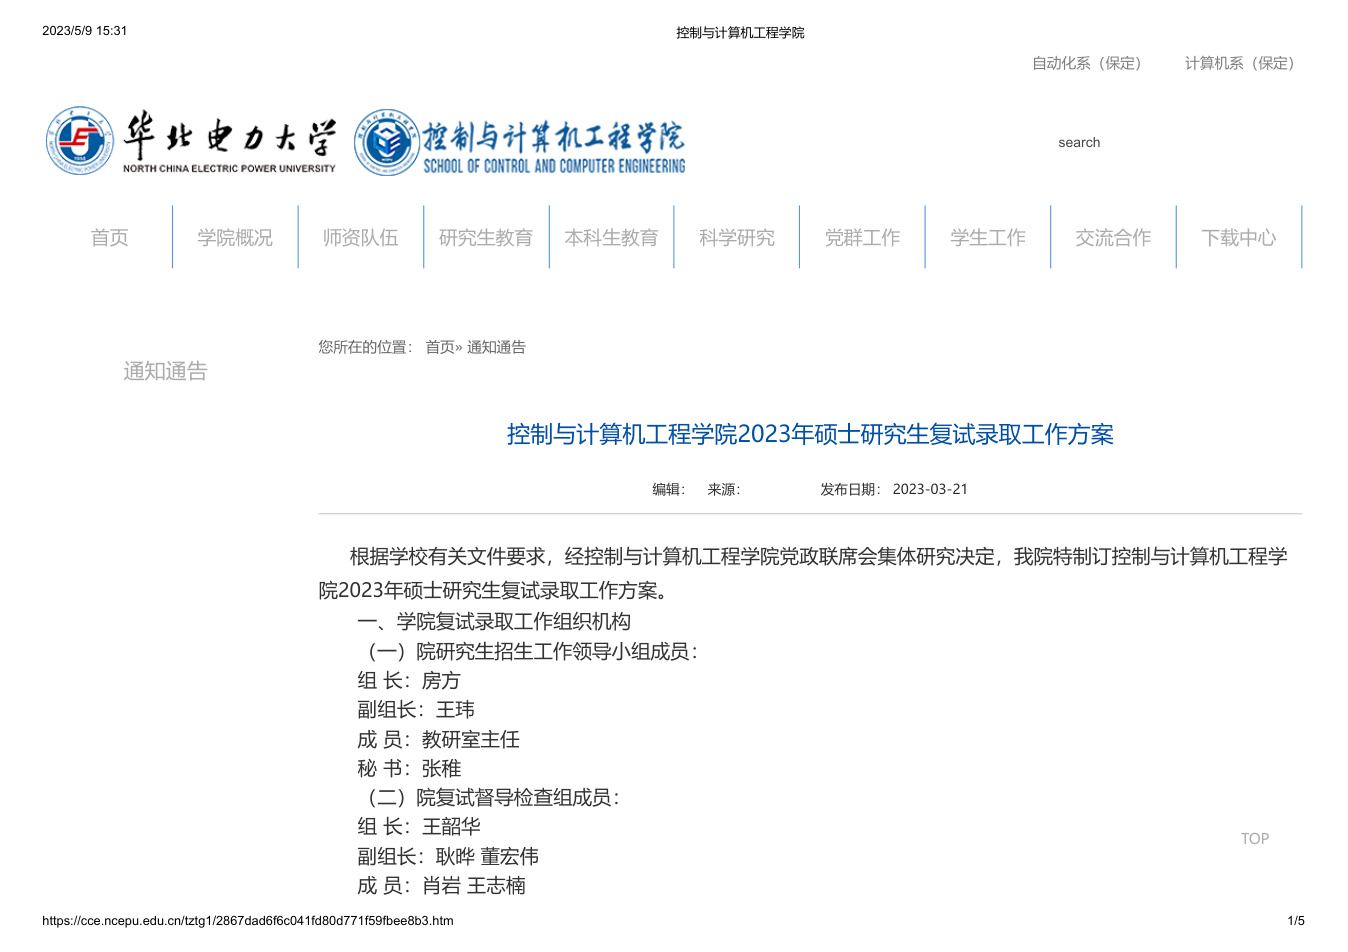 2023/5/9 15:31
控制与计算机工程学院
自动化系（保定）
计算机系（保定）
华北电力大学
NORTH CHINA ELECTRIC POWER UNIVERSITY
控制与计算机工程学院
SCHOOL OF CONTROL AND COMPUTER ENGINEERING
search
首页 学院概况 师资队伍 研究生教育 本科生教育 科学研究 党群工作 学生工作 交流合作 下载中心
通知通告
您所在的位置： 首页» 通知通告
控制与计算机工程学院2023年硕士研究生复试录取工作方案
编辑： 来源： 发布日期： 2023-03-21
根据学校有关文件要求，经控制与计算机工程学院党政联席会集体研究决定，我院特制订控制与计算机工程学
院2023年硕士研究生复试录取工作方案。
一、学院复试录取工作组织机构
（一）院研究生招生工作领导小组成员：
组 长：房方
副组长：王玮
成 员：教研室主任
秘 书：张稚
（二）院复试督导检查组成员：
组 长：王韶华
副组长：耿晔 董宏伟
成 员：肖岩 王志楠
TOP
https://cce.ncepu.edu.cn/tztg1/2867dad6f6c041fd80d771f59fbee8b3.htm
1/5